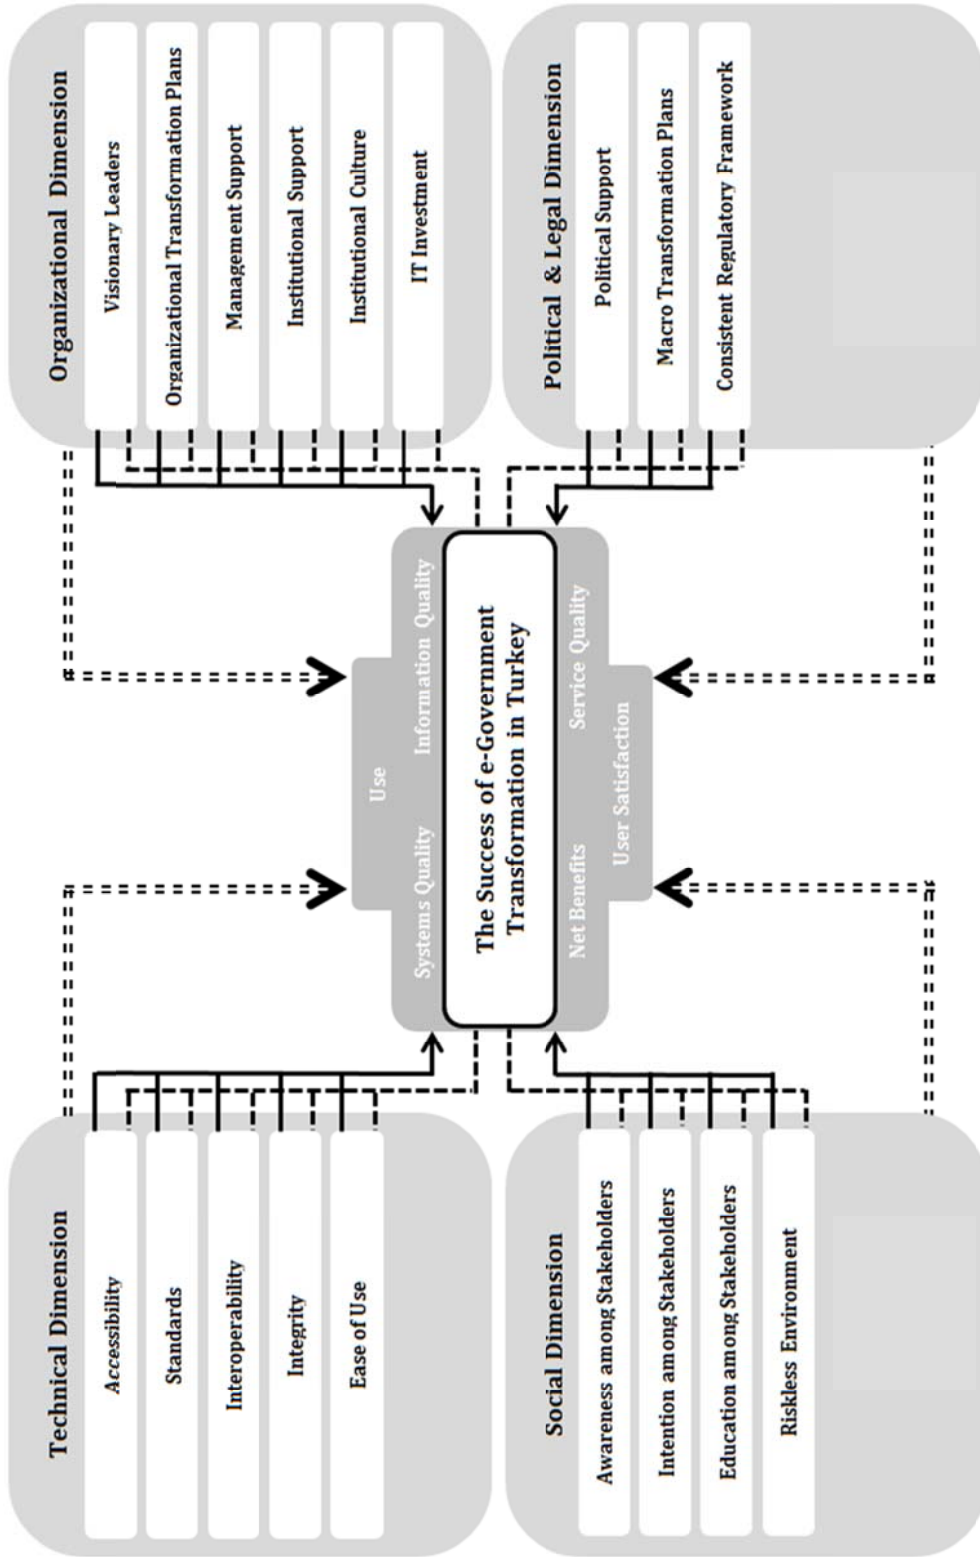 Technical Dimension
Accessibility
Standards
Interoperability
Integrity
Ease of Use
Organizational Dimension
Visionary Leaders
Organizational Transformation Plans
Management Support
Institutional Support
Institutional Culture
IT Investment
Use
Systems Quality
Information Quality
The Success of e-Government
Transformation in Turkey
Net Benefits
Service Quality
User Satisfaction
Social Dimension
Awareness among Stakeholders
Intention among Stakeholders
Education among Stakeholders
Riskless Environment
Political & Legal Dimension
Political Support
Macro Transformation Plans
Consistent Regulatory Framework